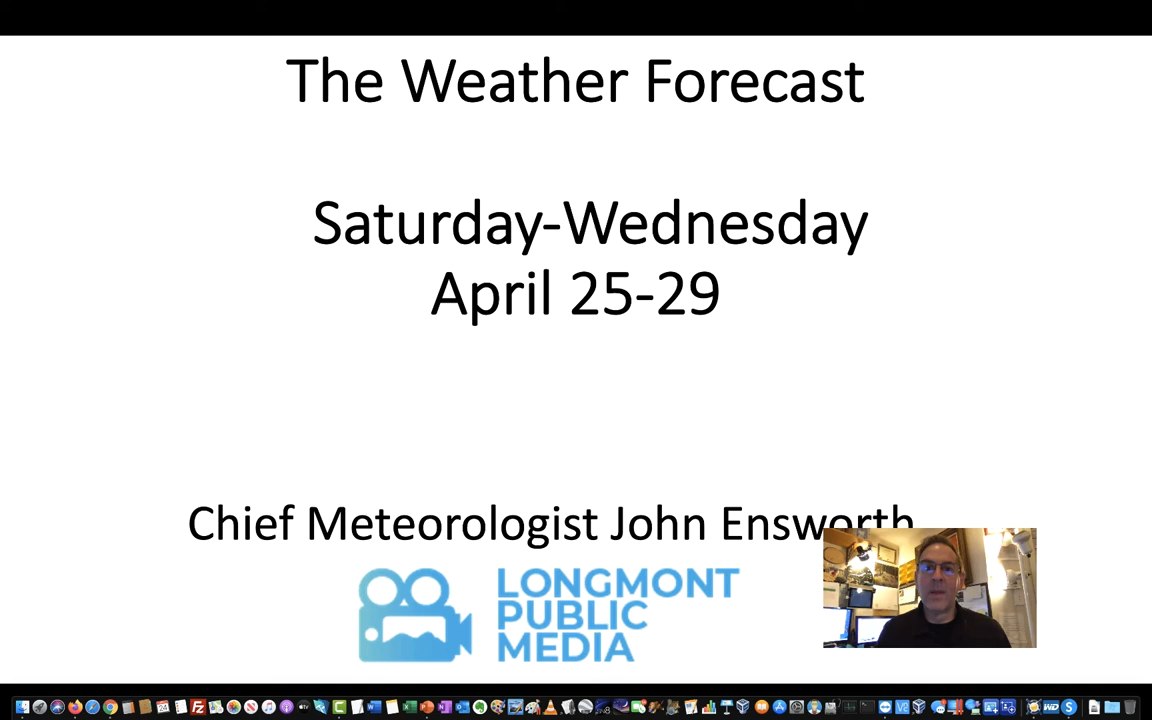 The Weather Forecast
Saturday-Wednesday
April 25-29
Chief Meteorologist John Ensworth
LONGMONT
PUBLIC
MEDIA